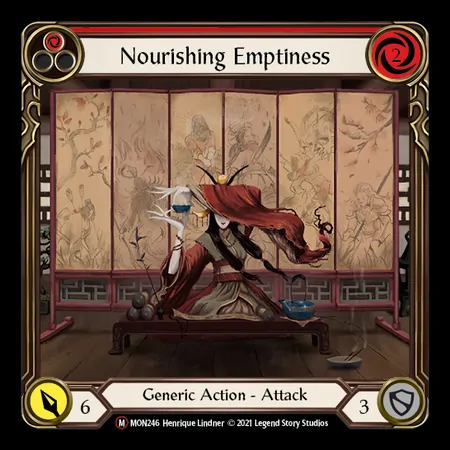 Nourishing Emptiness
2
Generic Action - Attack
6
3
M MON246 Henrique Lindner © 2021 Legend Story Studios